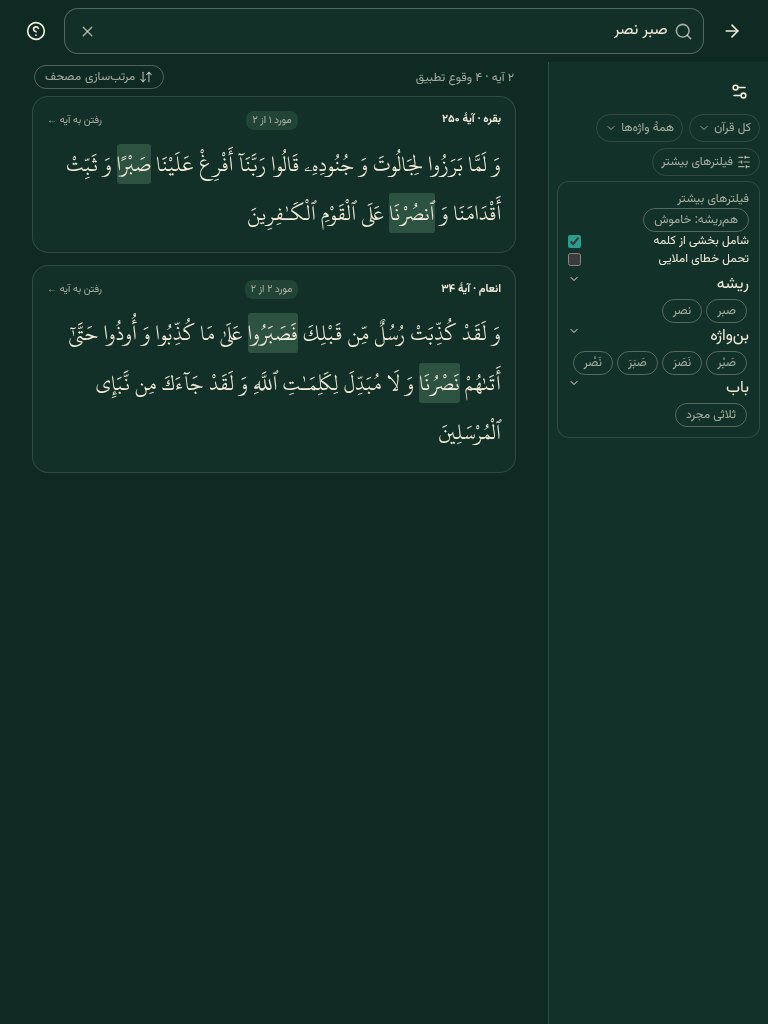 صبر نصر
۲ آیه · ۴ وقوع تطبیق
مرتب‌سازی مصحف
بقره · آیهٔ ۲۵۰
مورد ۱ از ۲
رفتن به آیه ←
وَ لَمَّا بَرَزُوا لِجَالُوتَ وَ جُنُودِهِۦ قَالُوا رَبَّنَآ أَفْرِغْ عَلَيْنَا صَبْرًا وَ ثَبِّتْ
أَقْدَامَنَا وَ ٱنصُرْنَا عَلَى ٱلْقَوْمِ ٱلْكَـٰفِرِينَ
انعام · آیهٔ ۳۴
مورد ۲ از ۲
رفتن به آیه ←
وَ لَقَدْ كُذِّبَتْ رُسُلٌ مِّن قَبْلِكَ فَصَبَرُوا عَلَىٰ مَا كُذِّبُوا وَ أُوذُوا حَتَّىٰٓ
أَتَىٰهُمْ نَصْرُنَا وَ لَا مُبَدِّلَ لِكَلِمَـٰتِ ٱللَّهِ وَ لَقَدْ جَآءَكَ مِن نَّبَإِى
ٱلْمُرْسَلِينَ
کل قرآن
همهٔ واژه‌ها
فیلترهای بیشتر
فیلترهای بیشتر
هم‌ریشه: خاموش
شامل بخشی از کلمه
تحمل خطای املایی
ریشه
صبر
نصر
بن‌واژه
صَبْر
نَصَرَ
صَبَرَ
نَصْر
باب
ثلاثی مجرد